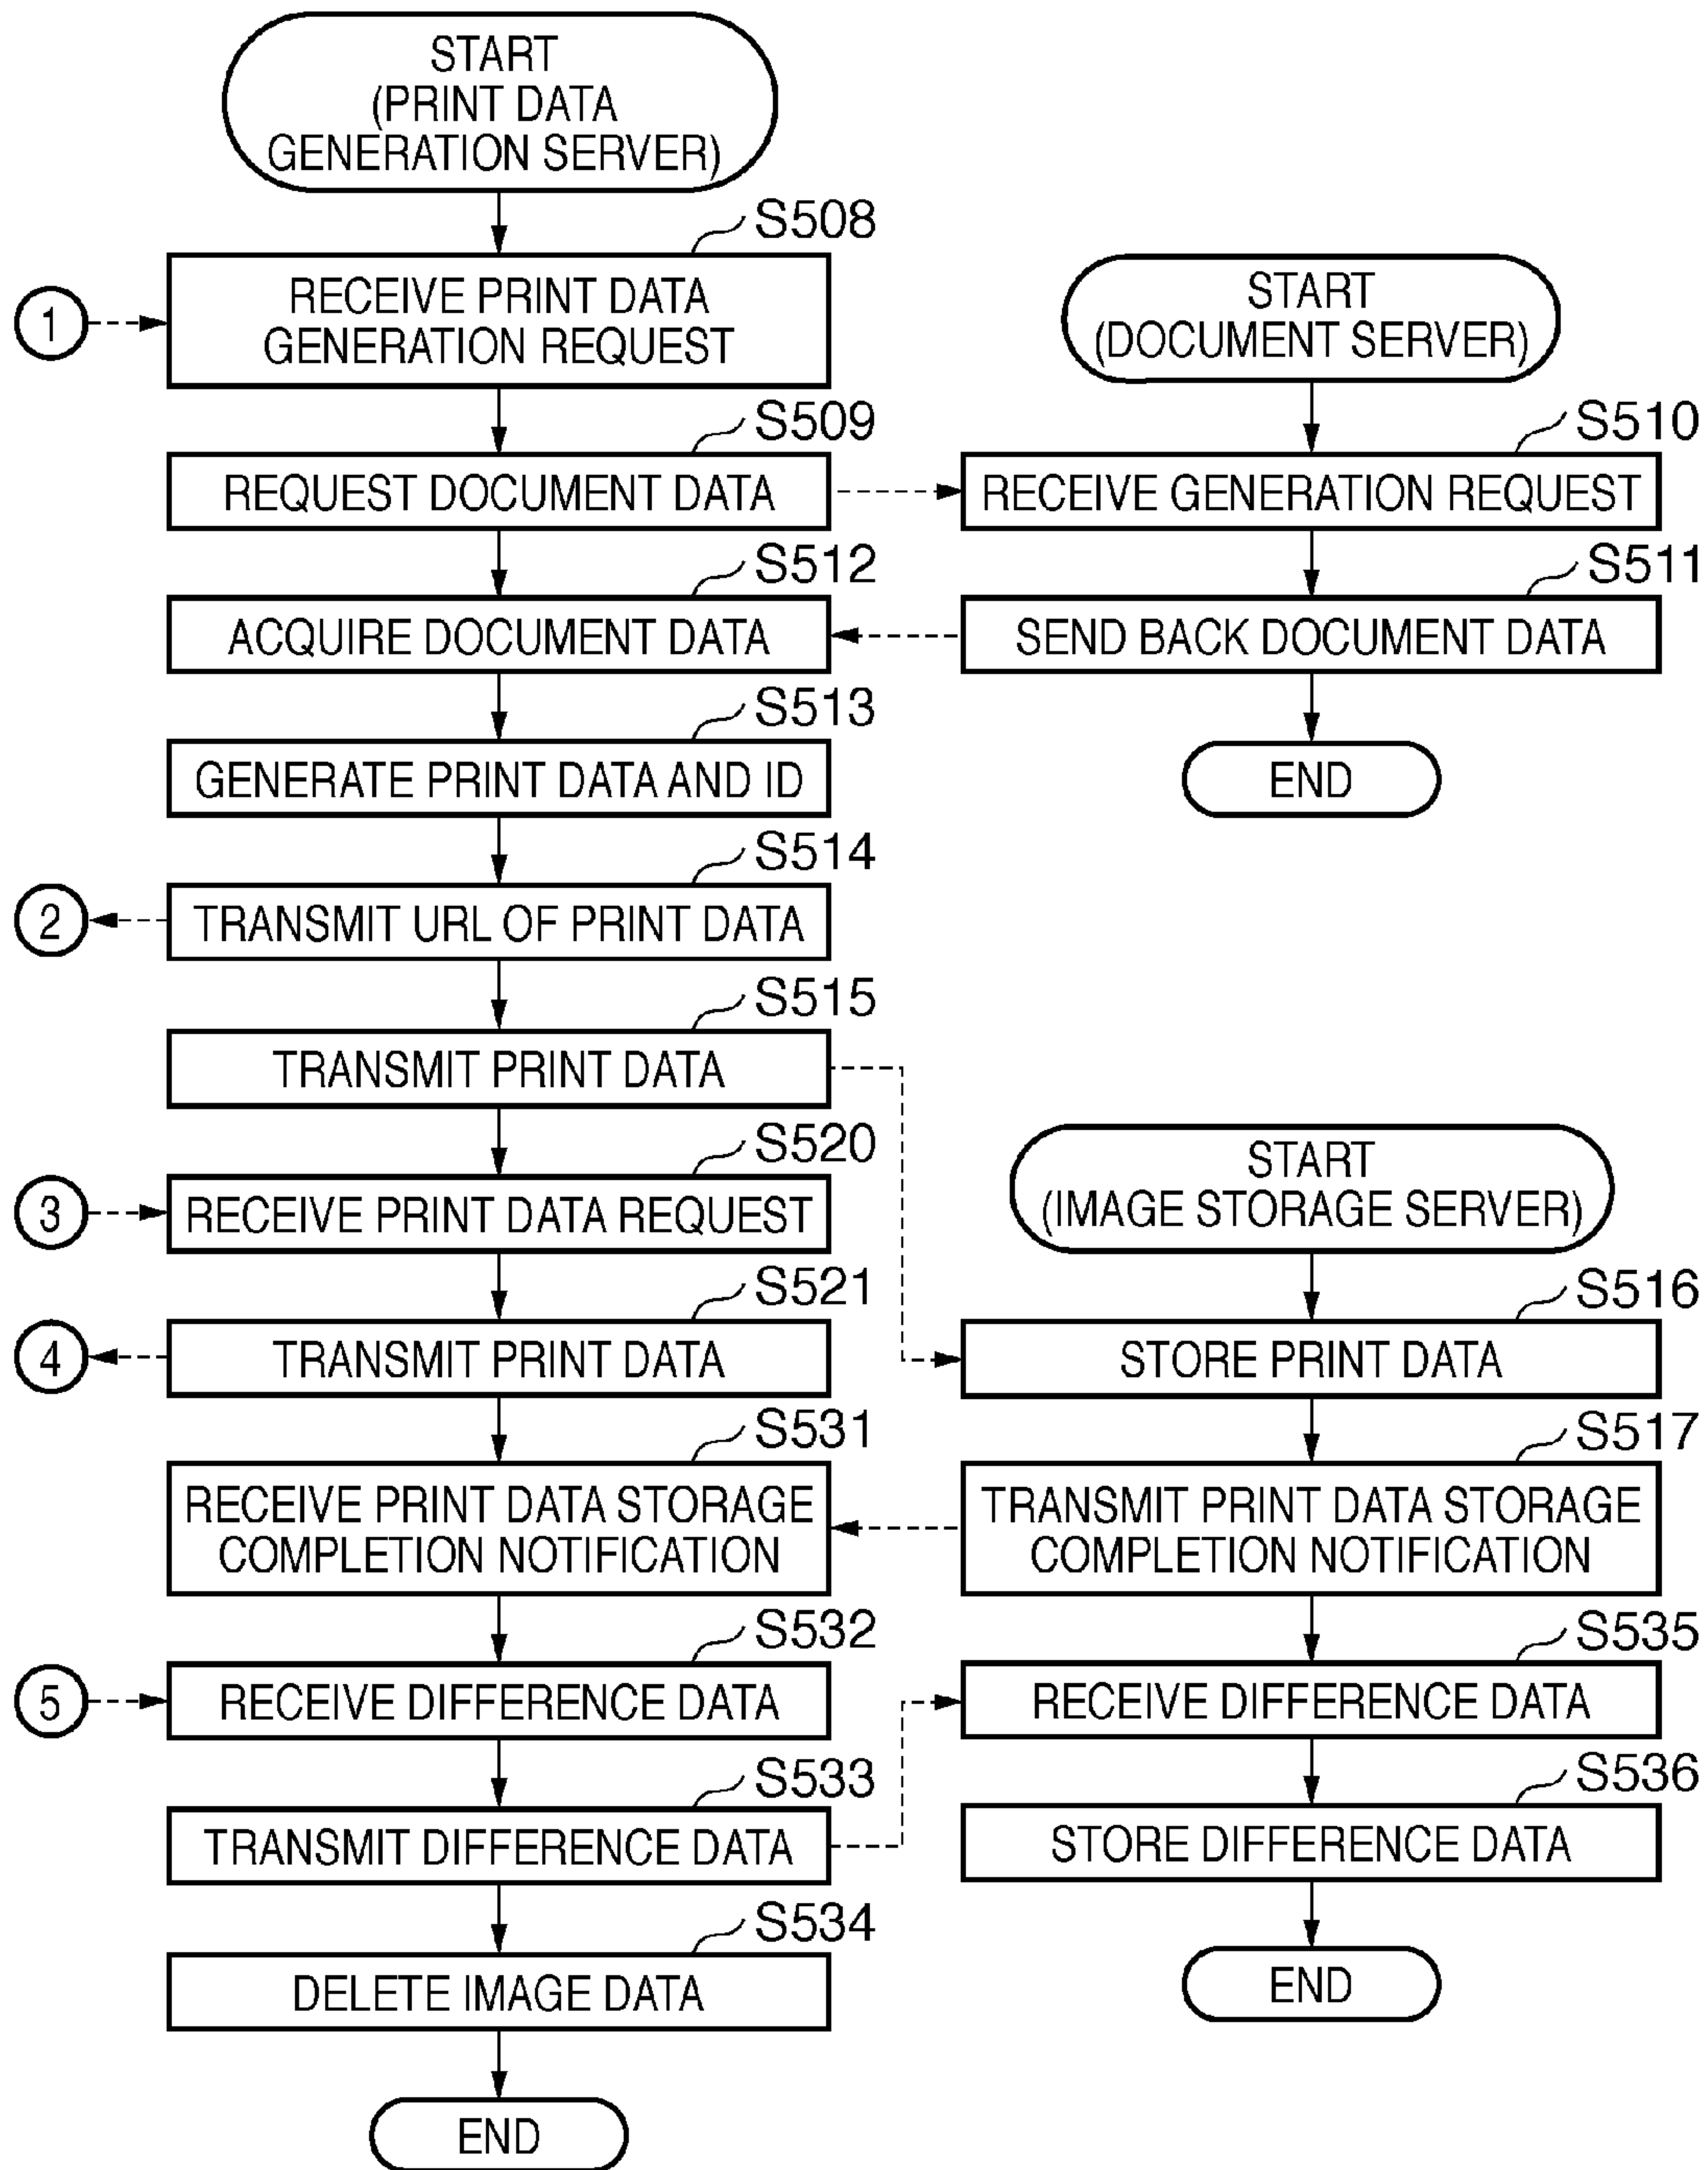 START
(PRINT DATA
GENERATION SERVER)
S508
1
RECEIVE PRINT DATA
GENERATION REQUEST
S509
REQUEST DOCUMENT DATA
S512
ACQUIRE DOCUMENT DATA
S513
GENERATE PRINT DATA AND ID
S514
2
TRANSMIT URL OF PRINT DATA
S515
TRANSMIT PRINT DATA
S520
3
RECEIVE PRINT DATA REQUEST
S521
4
TRANSMIT PRINT DATA
S531
RECEIVE PRINT DATA STORAGE
COMPLETION NOTIFICATION
S532
5
RECEIVE DIFFERENCE DATA
S533
TRANSMIT DIFFERENCE DATA
S534
DELETE IMAGE DATA
END
START
(DOCUMENT SERVER)
S510
RECEIVE GENERATION REQUEST
S511
SEND BACK DOCUMENT DATA
END
START
(IMAGE STORAGE SERVER)
S516
STORE PRINT DATA
S517
TRANSMIT PRINT DATA STORAGE
COMPLETION NOTIFICATION
S535
RECEIVE DIFFERENCE DATA
S536
STORE DIFFERENCE DATA
END